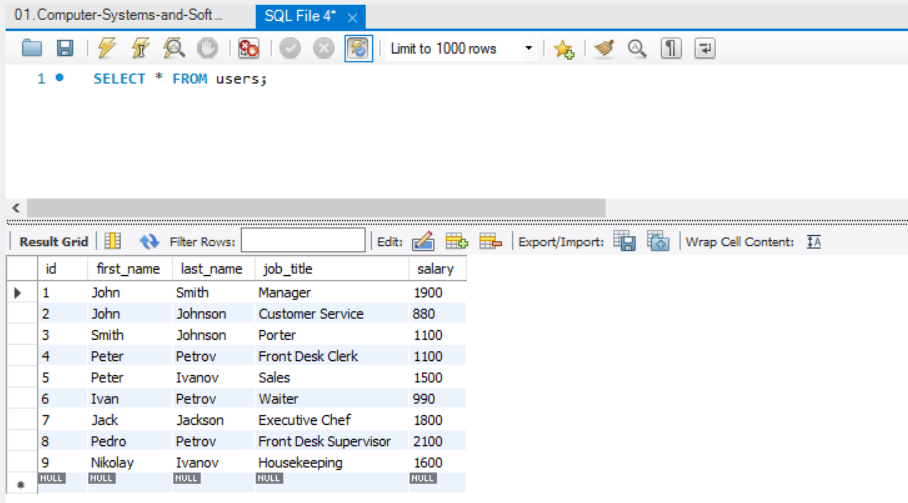 01.Computer-Systems-and-Soft... SQL File 4*
Limit to 1000 rows
1 SELECT * FROM users;
Result Grid Filter Rows: Edit: Export/Import: Wrap Cell Content:
id first_name last_name job_title salary
1 John Smith Manager 1900
2 John Johnson Customer Service 880
3 Smith Johnson Porter 1100
4 Peter Petrov Front Desk Clerk 1100
5 Peter Ivanov Sales 1500
6 Ivan Petrov Waiter 990
7 Jack Jackson Executive Chef 1800
8 Pedro Petrov Front Desk Supervisor 2100
9 Nikolay Ivanov Housekeeping 1600
NULL NULL NULL NULL NULL